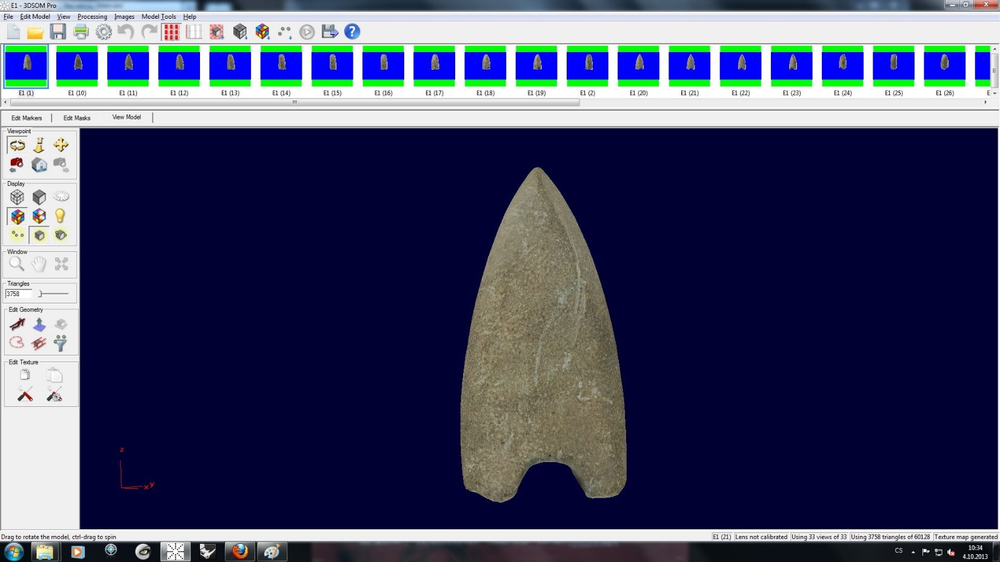 E1 - 3DSOM Pro
File Edit Model View Processing Images Model Tools Help
E1 (1) E1 (10) E1 (11) E1 (12) E1 (13) E1 (14) E1 (15) E1 (16) E1 (17) E1 (18) E1 (19) E1 (2) E1 (20) E1 (21) E1 (22) E1 (23) E1 (24) E1 (25) E1 (26)
Edit Markers Edit Masks View Model
Viewpoint
Display
Window
Triangles
3758
Edit Geometry
Edit Texture
z
x y
Drag to rotate the model, ctrl-drag to spin E1 (21) Lens not calibrated Using 33 views of 33 Using 3758 triangles of 60128 Texture map generated
CS 10:34
4.10.2013